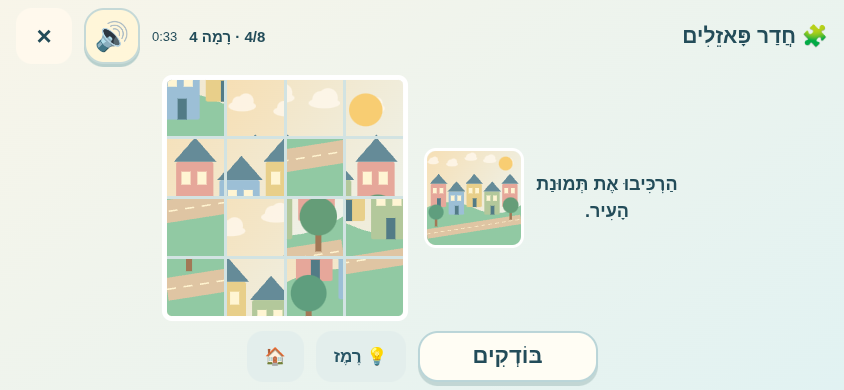 🧩 חֲדַר פָּאזֵלִים
4/8 · רָמָה 4
0:33
🔊
✕
הַרְכִּיבוּ אֶת תְּמוּנַת
הָעִיר.
בּוֹדְקִים
💡 רֶמֶז
🏠